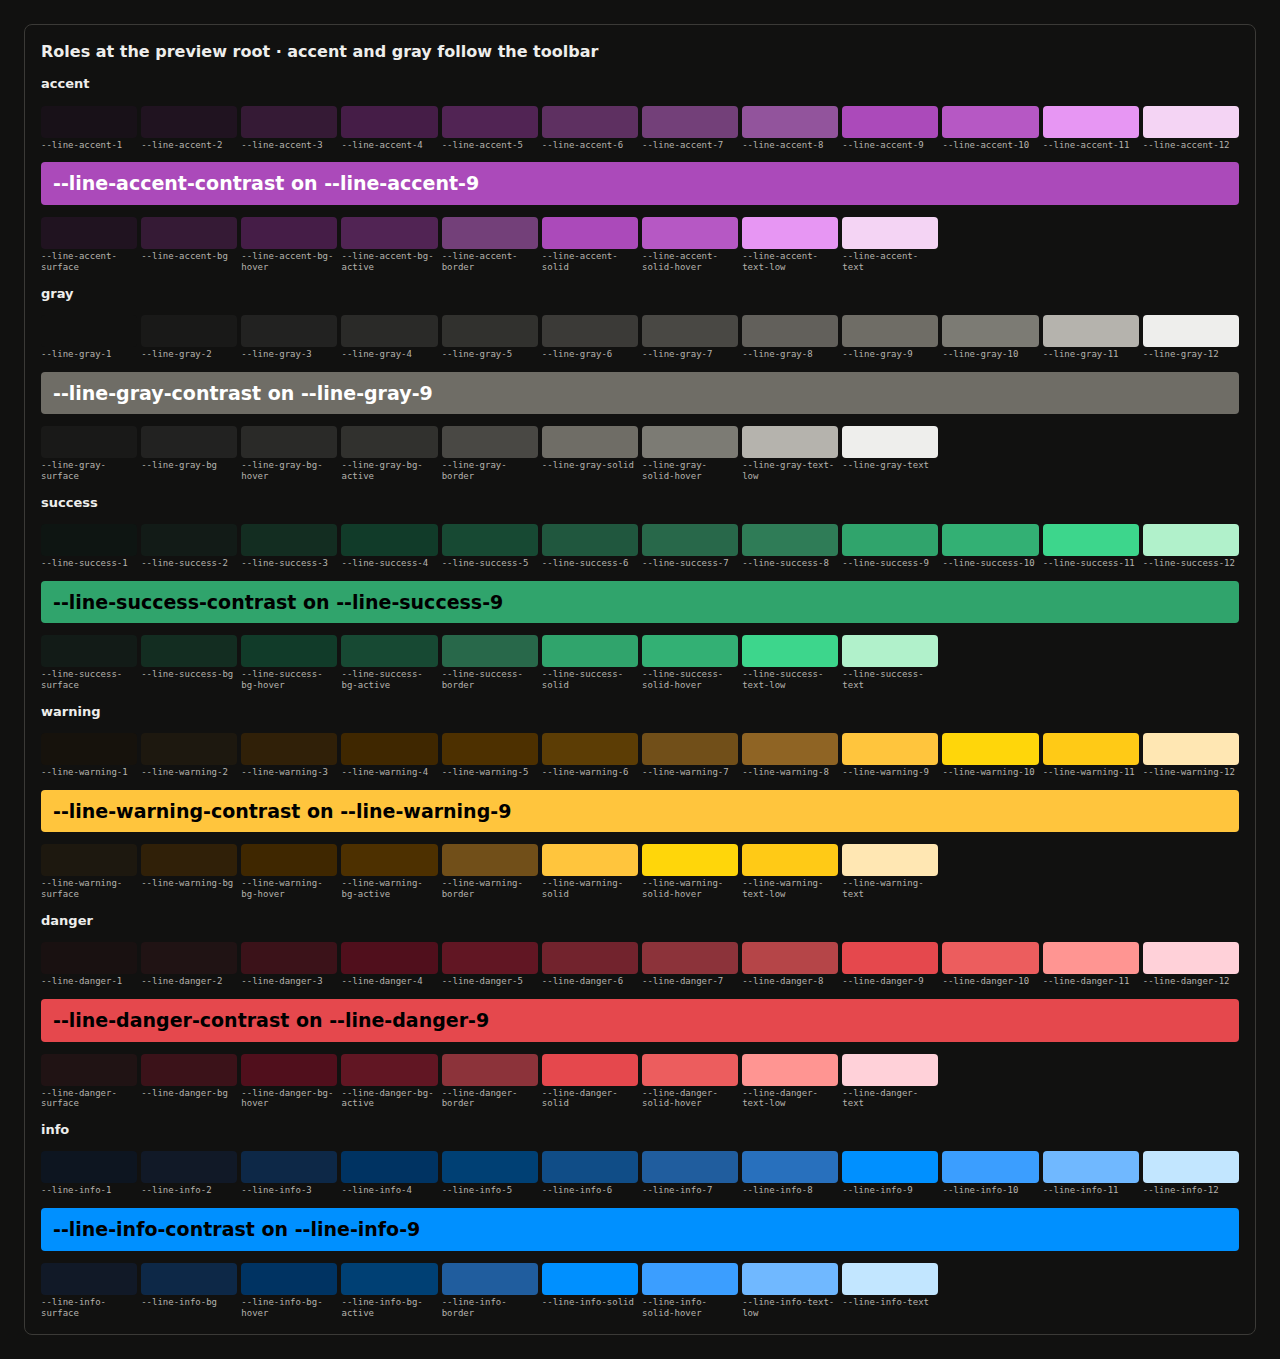 Roles at the preview root · accent and gray follow the toolbar
accent
--line-accent-1 --line-accent-2 --line-accent-3 --line-accent-4 --line-accent-5 --line-accent-6 --line-accent-7 --line-accent-8 --line-accent-9 --line-accent-10 --line-accent-11 --line-accent-12
--line-accent-contrast on --line-accent-9
--line-accent- --line-accent-bg --line-accent-bg- --line-accent-bg- --line-accent- --line-accent- --line-accent- --line-accent- --line-accent-
surface hover active border solid solid-hover text-low text
gray
--line-gray-1 --line-gray-2 --line-gray-3 --line-gray-4 --line-gray-5 --line-gray-6 --line-gray-7 --line-gray-8 --line-gray-9 --line-gray-10 --line-gray-11 --line-gray-12
--line-gray-contrast on --line-gray-9
--line-gray- --line-gray-bg --line-gray-bg- --line-gray-bg- --line-gray- --line-gray-solid --line-gray- --line-gray-text- --line-gray-text
surface hover active border solid-hover low
success
--line-success-1 --line-success-2 --line-success-3 --line-success-4 --line-success-5 --line-success-6 --line-success-7 --line-success-8 --line-success-9 --line-success-10 --line-success-11 --line-success-12
--line-success-contrast on --line-success-9
--line-success- --line-success-bg --line-success- --line-success- --line-success- --line-success- --line-success- --line-success- --line-success-
surface bg-hover bg-active border solid solid-hover text-low text
warning
--line-warning-1 --line-warning-2 --line-warning-3 --line-warning-4 --line-warning-5 --line-warning-6 --line-warning-7 --line-warning-8 --line-warning-9 --line-warning-10 --line-warning-11 --line-warning-12
--line-warning-contrast on --line-warning-9
--line-warning- --line-warning-bg --line-warning- --line-warning- --line-warning- --line-warning- --line-warning- --line-warning- --line-warning-
surface bg-hover bg-active border solid solid-hover text-low text
danger
--line-danger-1 --line-danger-2 --line-danger-3 --line-danger-4 --line-danger-5 --line-danger-6 --line-danger-7 --line-danger-8 --line-danger-9 --line-danger-10 --line-danger-11 --line-danger-12
--line-danger-contrast on --line-danger-9
--line-danger- --line-danger-bg --line-danger-bg- --line-danger-bg- --line-danger- --line-danger- --line-danger- --line-danger- --line-danger-
surface hover active border solid solid-hover text-low text
info
--line-info-1 --line-info-2 --line-info-3 --line-info-4 --line-info-5 --line-info-6 --line-info-7 --line-info-8 --line-info-9 --line-info-10 --line-info-11 --line-info-12
--line-info-contrast on --line-info-9
--line-info- --line-info-bg --line-info-bg- --line-info-bg- --line-info- --line-info-solid --line-info- --line-info-text- --line-info-text
surface hover active border solid-hover low